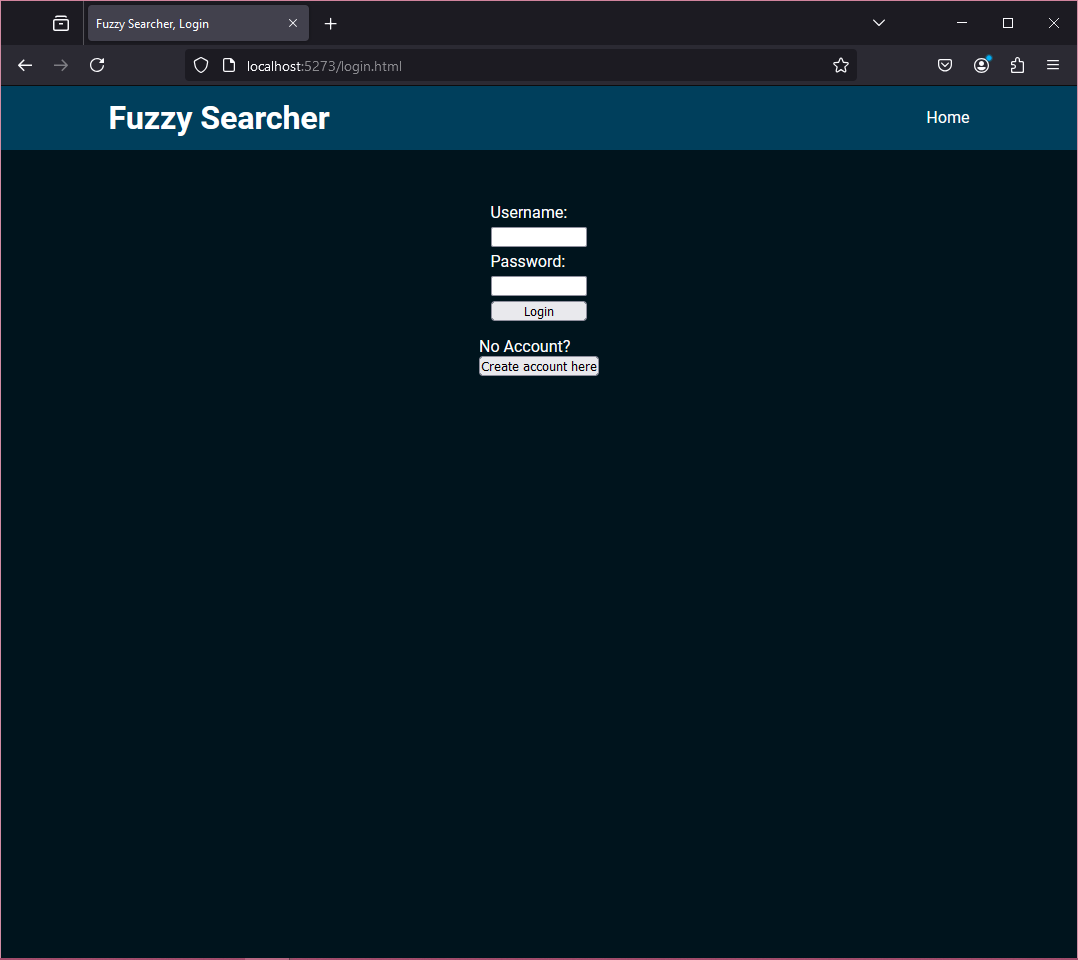 Fuzzy Searcher, Login
localhost:5273/login.html
Fuzzy Searcher
Home
Username:
Password:
Login
No Account?
Create account here